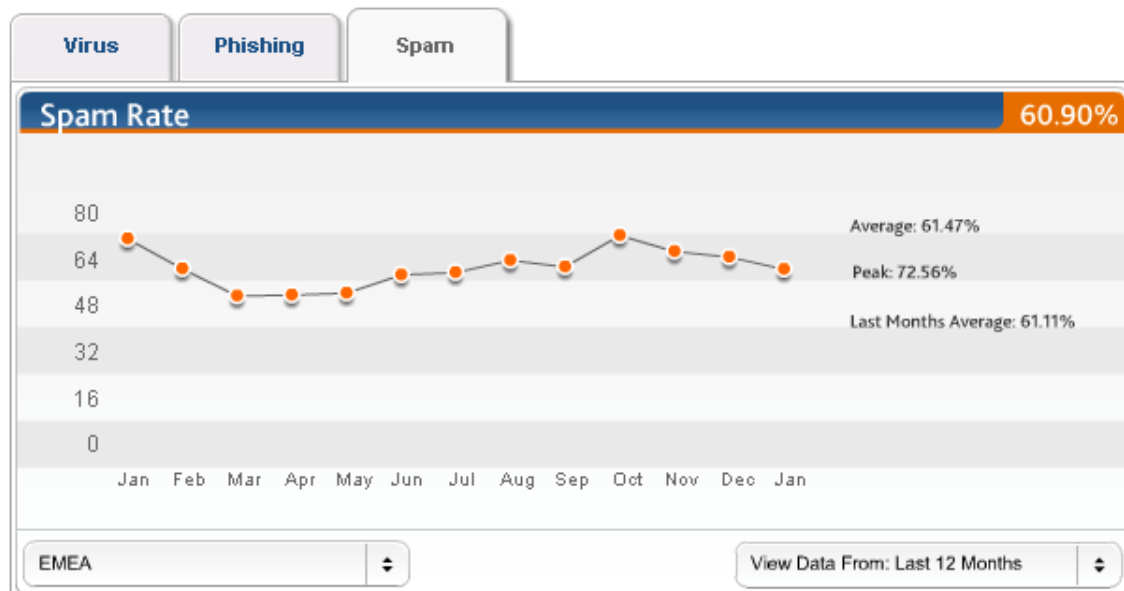 Virus Phishing Spam
Spam Rate 60.90%
80
Average: 61.47%
64
Peak: 72.56%
48
Last Months Average: 61.11%
32
16
0
Jan Feb Mar Apr May Jun Jul Aug Sep Oct Nov Dec Jan
EMEA View Data From: Last 12 Months